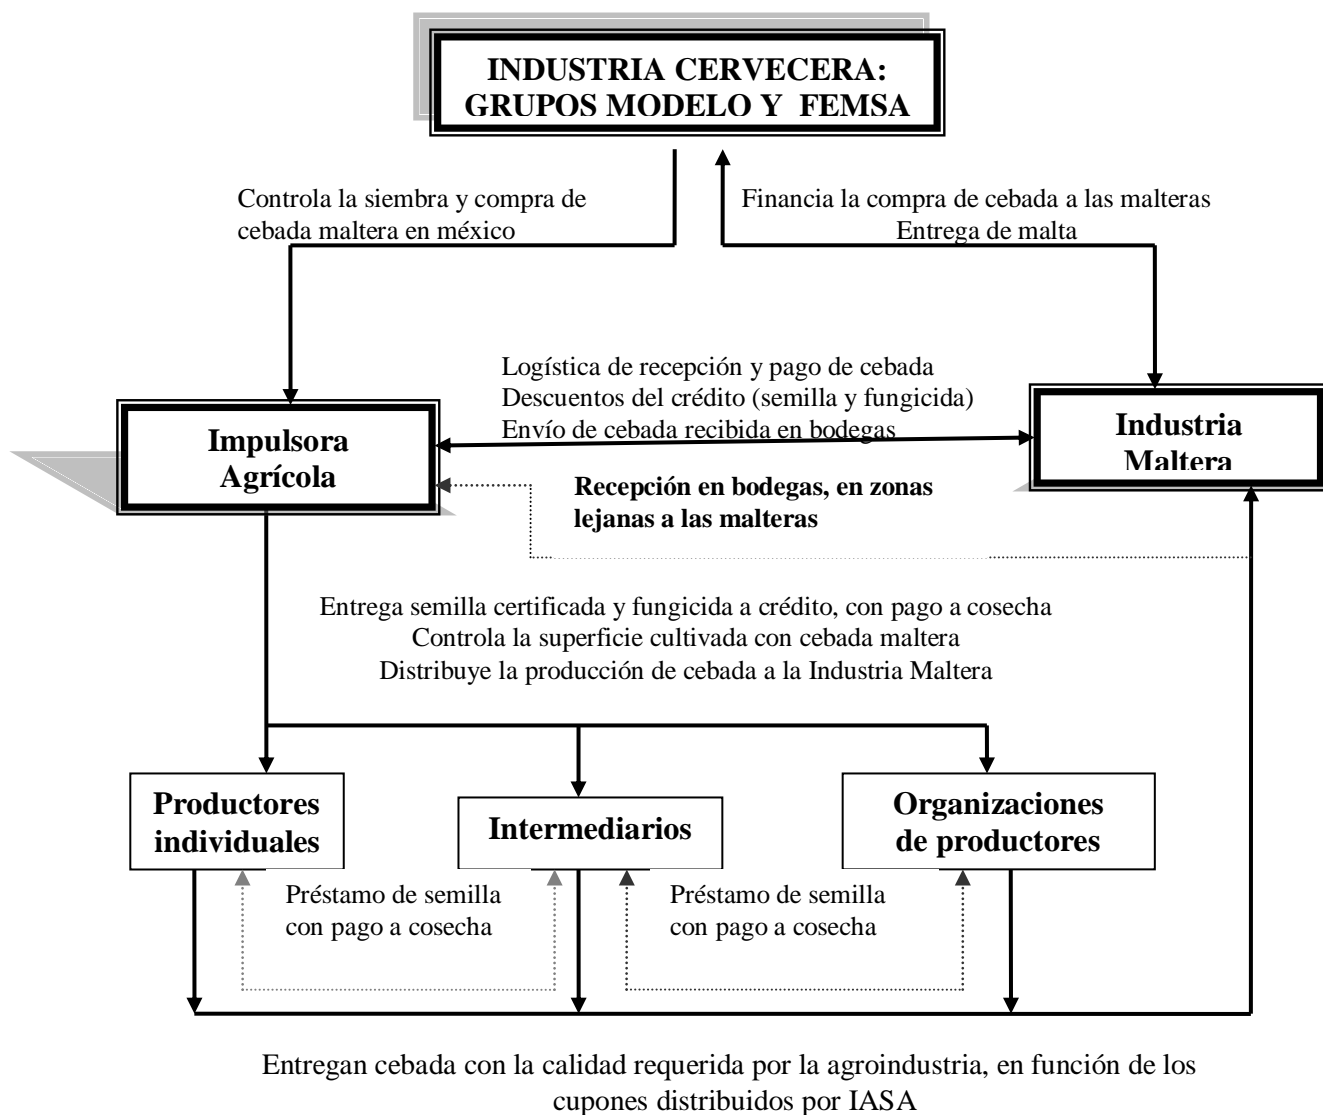 INDUSTRIA CERVECERA:
GRUPOS MODELO Y FEMSA
Controla la siembra y compra de
cebada maltera en méxico
Financia la compra de cebada a las malteras
Entrega de malta
Logística de recepción y pago de cebada
Descuentos del crédito (semilla y fungicida)
Envío de cebada recibida en bodegas
Impulsora
Agrícola
Industria
Maltera
Recepción en bodegas, en zonas
lejanas a las malteras
Entrega semilla certificada y fungicida a crédito, con pago a cosecha
Controla la superficie cultivada con cebada maltera
Distribuye la producción de cebada a la Industria Maltera
Productores
individuales
Intermediarios
Organizaciones
de productores
Préstamo de semilla
con pago a cosecha
Préstamo de semilla
con pago a cosecha
Entregan cebada con la calidad requerida por la agroindustria, en función de los
cupones distribuidos por IASA